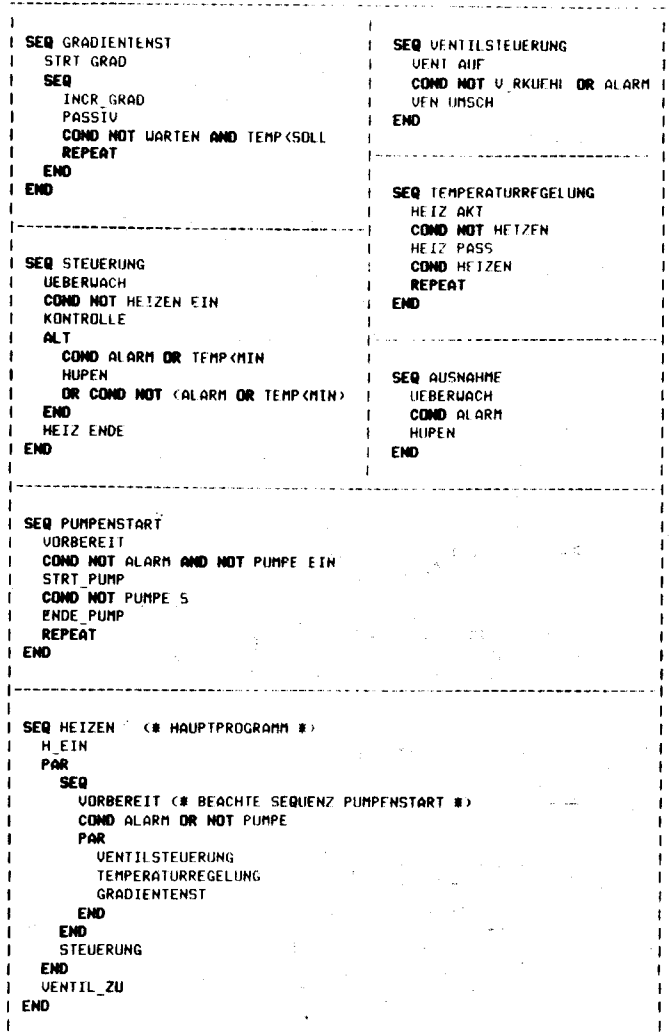 SEQ GRADIENTENST
STRT GRAD
SEQ
INCR_GRAD
PASSIV
COND NOT WARTEN AND TEMP<SOLL
REPEAT
END
END
SEQ STEUERUNG
UEBERWACH
COND NOT HEIZEN EIN
KONTROLLE
ALT
COND ALARM OR TEMP<MIN
HUPEN
OR COND NOT (ALARM OR TEMP<MIN)
END
HEIZ ENDE
END
SEQ VENTILSTEUERUNG
VENT AUF
COND NOT V_RKUEHL OR ALARM
VEN UMSCH
END
SEQ TEMPERATURREGELUNG
HEIZ AKT
COND NOT HEIZEN
HEIZ PASS
COND HEIZEN
REPEAT
END
SEQ AUSNAHME
UEBERWACH
COND ALARM
HUPEN
END
SEQ PUMPENSTART
VORBEREIT
COND NOT ALARM AND NOT PUMPE EIN
STRT_PUMP
COND NOT PUMPE S
ENDE_PUMP
REPEAT
END
SEQ HEIZEN (# HAUPTPROGRAMM #)
H_EIN
PAR
SEQ
VORBEREIT (# BEACHTE SEQUENZ PUMPENSTART #)
COND ALARM OR NOT PUMPE
PAR
VENTILSTEUERUNG
TEMPERATURREGELUNG
GRADIENTENST
END
END
STEUERUNG
END
VENTIL_ZU
END